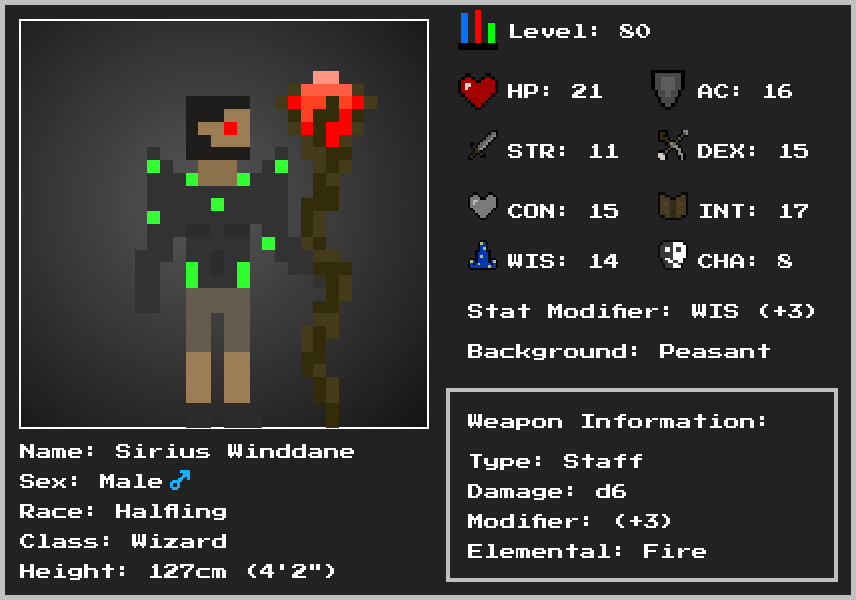 Level: 80
HP: 21 AC: 16
STR: 11 DEX: 15
CON: 15 INT: 17
WIS: 14 CHA: 8
Stat Modifier: WIS (+3)
Background: Peasant
Weapon Information:
Type: Staff
Damage: d6
Modifier: (+3)
Elemental: Fire
Name: Sirius Winddane
Sex: Male♂
Race: Halfling
Class: Wizard
Height: 127cm (4'2")